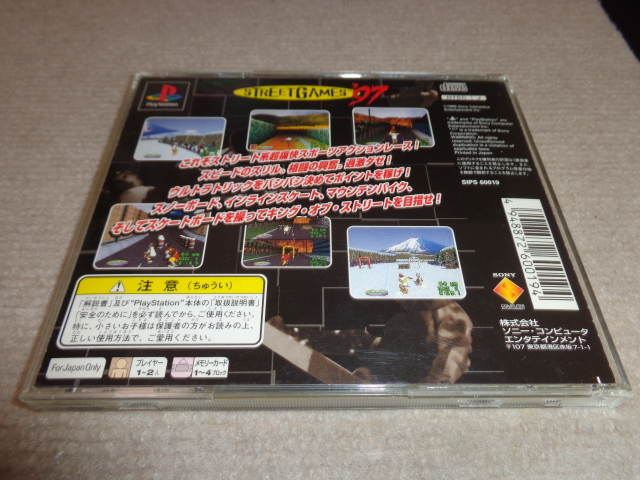 PlayStation
STREET GAMES '97
NTSC J
これぞストリート系超痛快スポーツアクションレース!
スピードのスリル。格闘の興奮。過激ダゼ!
ウルトラトリックをバンバン決めてポイントを稼げ!
スノーボード、インラインスケート、マウンテンバイク、
そしてスケートボードを操ってキング・オブ・ストリートを目指せ!
SIPS 60019
4948872600194
注意(ちゅうい)
「解説書」及び"PlayStation"本体の「取扱説明書」
「安全のために」を必ず読んでから、ご使用ください。
特に、小さいお子様は保護者の方がお読みの上、
正しい使用方法で、ご愛用ください。
For Japan Only
プレイヤー
1~2人
メモリーカード
1~4ブロック
SONY
株式会社
ソニー・コンピュータ
エンタテインメント
〒107 東京都港区赤坂7-1-1